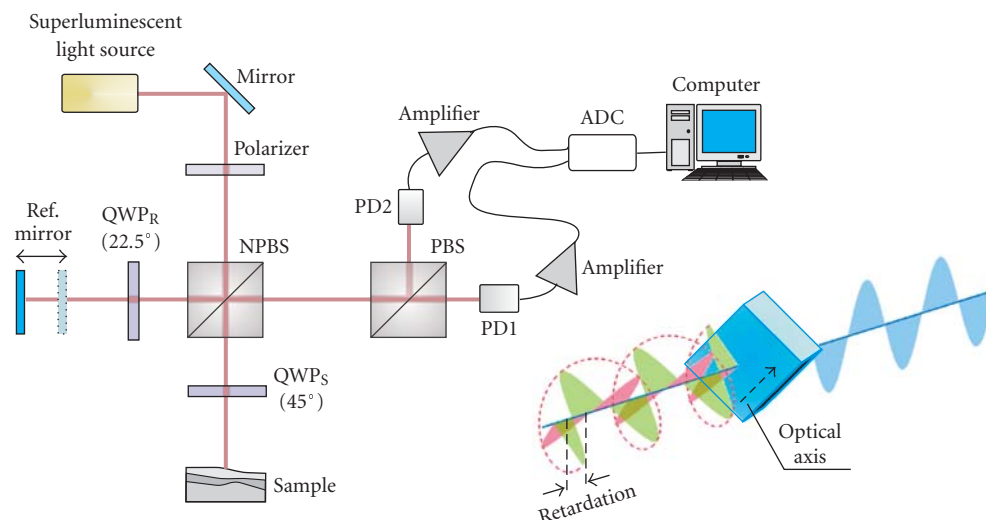 Superluminescent
light source
Mirror
Computer
Amplifier
ADC
Polarizer
PD2
Ref.
mirror
QWPR
(22.5°)
NPBS
PBS
Amplifier
PD1
QWPS
(45°)
Optical
axis
Sample
Retardation